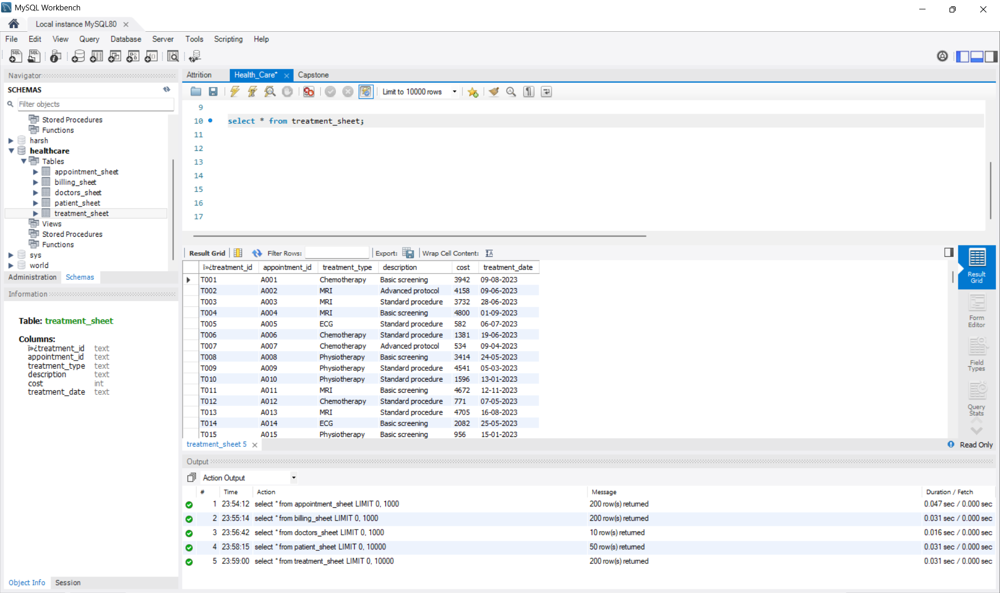 MySQL Workbench
Local instance MySQL80
File Edit View Query Database Server Tools Scripting Help
Navigator
SCHEMAS
Filter objects
Stored Procedures
Functions
harsh
healthcare
Tables
appointment_sheet
billing_sheet
doctors_sheet
patient_sheet
treatment_sheet
Views
Stored Procedures
Functions
sys
world
Administration Schemas
Information
Table: treatment_sheet
Columns:
ï»¿treatment_id text
appointment_id text
treatment_type text
description text
cost int
treatment_date text
Object Info Session
Attrition Health_Care* Capstone
Limit to 10000 rows
9
10 select * from treatment_sheet;
11
12
13
14
15
16
17
Result Grid Filter Rows: Export: Wrap Cell Content:
ï»¿treatment_id appointment_id treatment_type description cost treatment_date
T001 A001 Chemotherapy Basic screening 3942 09-08-2023
T002 A002 MRI Advanced protocol 4158 09-06-2023
T003 A003 MRI Standard procedure 3732 28-06-2023
T004 A004 MRI Basic screening 4800 01-09-2023
T005 A005 ECG Standard procedure 582 06-07-2023
T006 A006 Chemotherapy Standard procedure 1381 19-06-2023
T007 A007 Chemotherapy Advanced protocol 534 09-04-2023
T008 A008 Physiotherapy Basic screening 3414 24-05-2023
T009 A009 Physiotherapy Standard procedure 4541 05-03-2023
T010 A010 Physiotherapy Standard procedure 1596 13-01-2023
T011 A011 MRI Basic screening 4672 12-11-2023
T012 A012 Chemotherapy Standard procedure 771 07-05-2023
T013 A013 MRI Standard procedure 4705 16-08-2023
T014 A014 ECG Basic screening 2082 25-05-2023
T015 A015 Physiotherapy Basic screening 956 15-01-2023
Result
Grid
Form
Editor
Field
Types
Query
Stats
treatment_sheet 5
Read Only
Output
Action Output
# Time Action Message Duration / Fetch
1 23:54:12 select * from appointment_sheet LIMIT 0, 1000 200 row(s) returned 0.047 sec / 0.000 sec
2 23:55:14 select * from billing_sheet LIMIT 0, 1000 200 row(s) returned 0.031 sec / 0.000 sec
3 23:56:42 select * from doctors_sheet LIMIT 0, 1000 10 row(s) returned 0.016 sec / 0.000 sec
4 23:58:15 select * from patient_sheet LIMIT 0, 10000 50 row(s) returned 0.031 sec / 0.000 sec
5 23:59:00 select * from treatment_sheet LIMIT 0, 10000 200 row(s) returned 0.031 sec / 0.000 sec